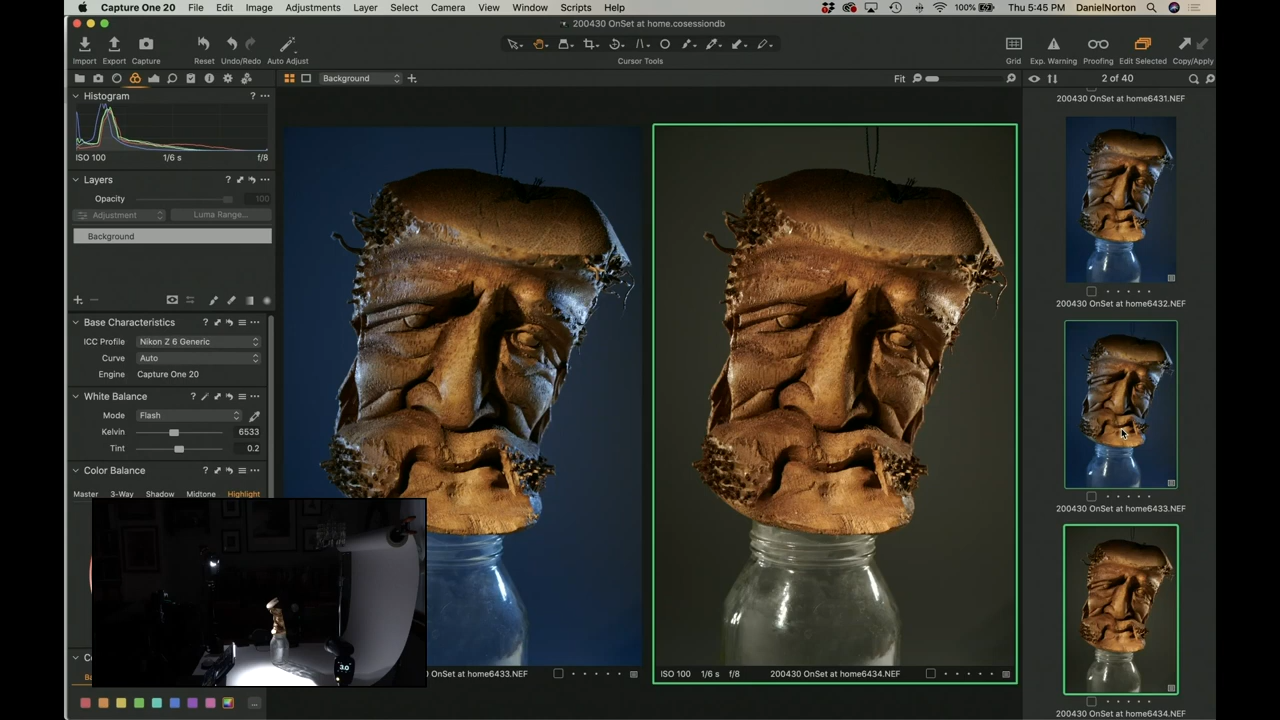 Capture One 20 File Edit Image Adjustments Layer Select Camera View Window Scripts Help 100% Thu 5:45 PM DanielNorton
200430 OnSet at home.cosessiondb
Import Export Capture Reset Undo/Redo Auto Adjust Cursor Tools Grid Exp. Warning Proofing Edit Selected Copy/Apply
Background Fit 2 of 40
Histogram ? ...
ISO 100 1/6 s f/8
Layers ? ...
Opacity 100
Adjustment Luma Range...
Background
Base Characteristics ? ...
ICC Profile Nikon Z 6 Generic
Curve Auto
Engine Capture One 20
White Balance ? ...
Mode Flash
Kelvin 6533
Tint 0.2
Color Balance ? ...
Master 3-Way Shadow Midtone Highlight
3.0
0 OnSet at home6433.NEF
ISO 100 1/6 s f/8 200430 OnSet at home6434.NEF
200430 OnSet at home6431.NEF
200430 OnSet at home6432.NEF
200430 OnSet at home6433.NEF
200430 OnSet at home6434.NEF